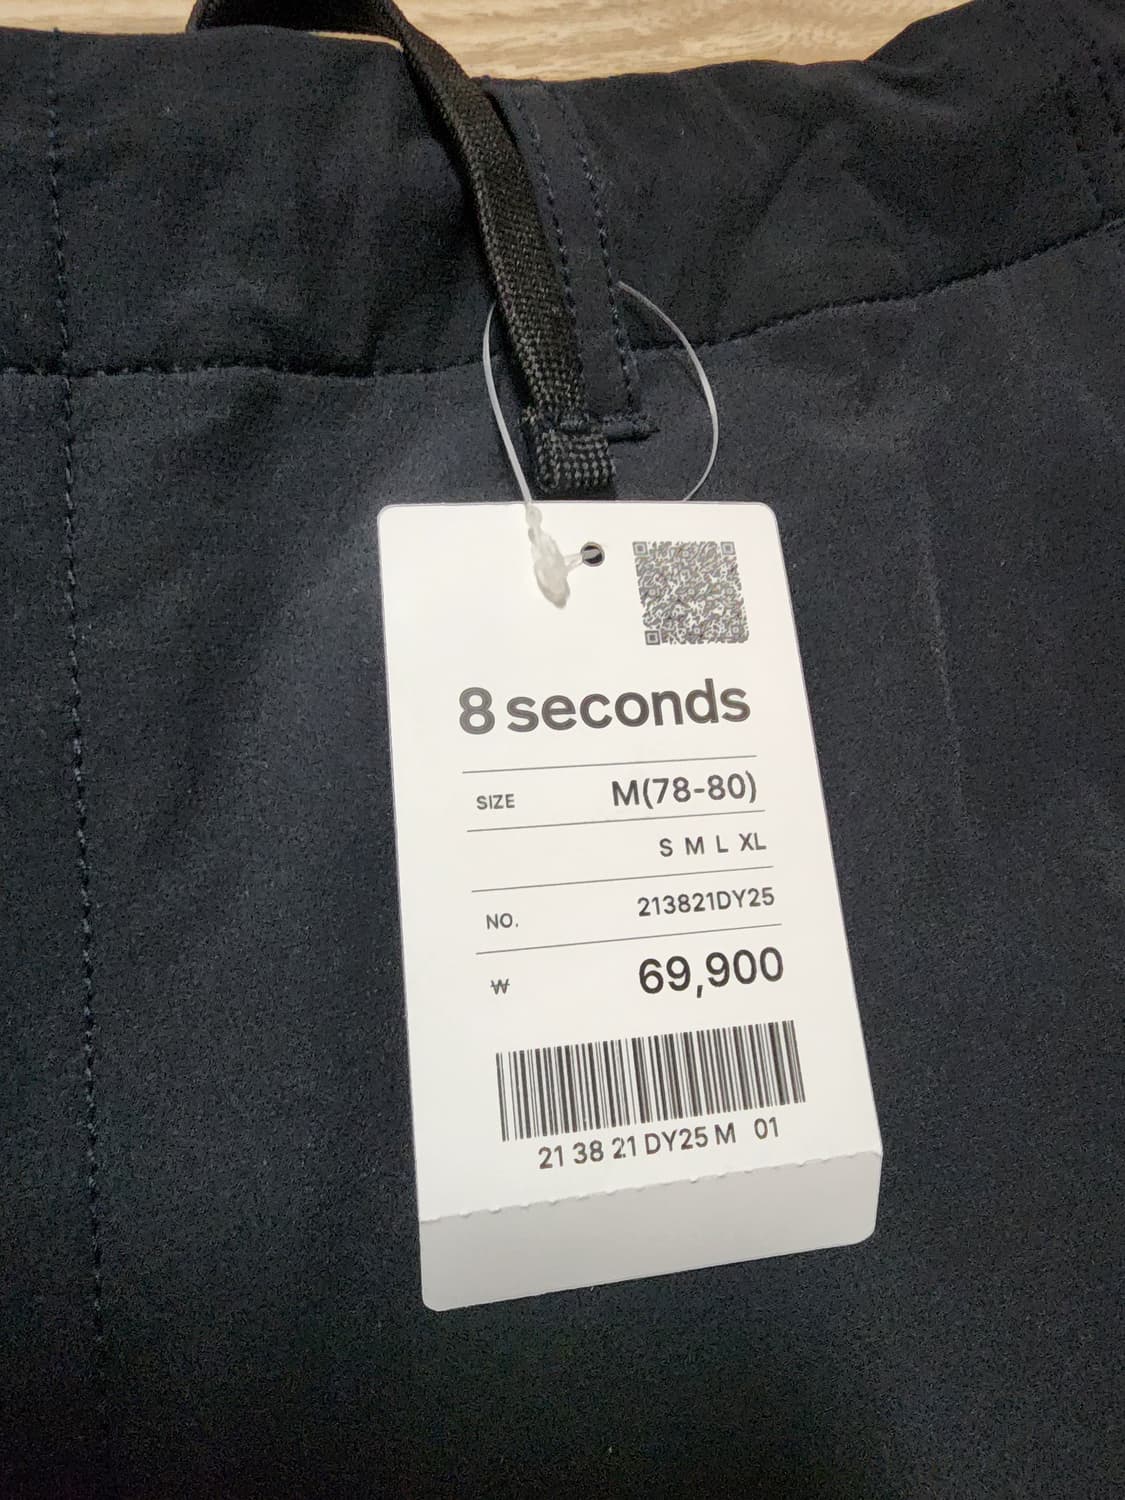 8 seconds
SIZE M(78-80)
S M L XL
NO. 213821DY25
₩ 69,900
21 38 21 DY25 M 01